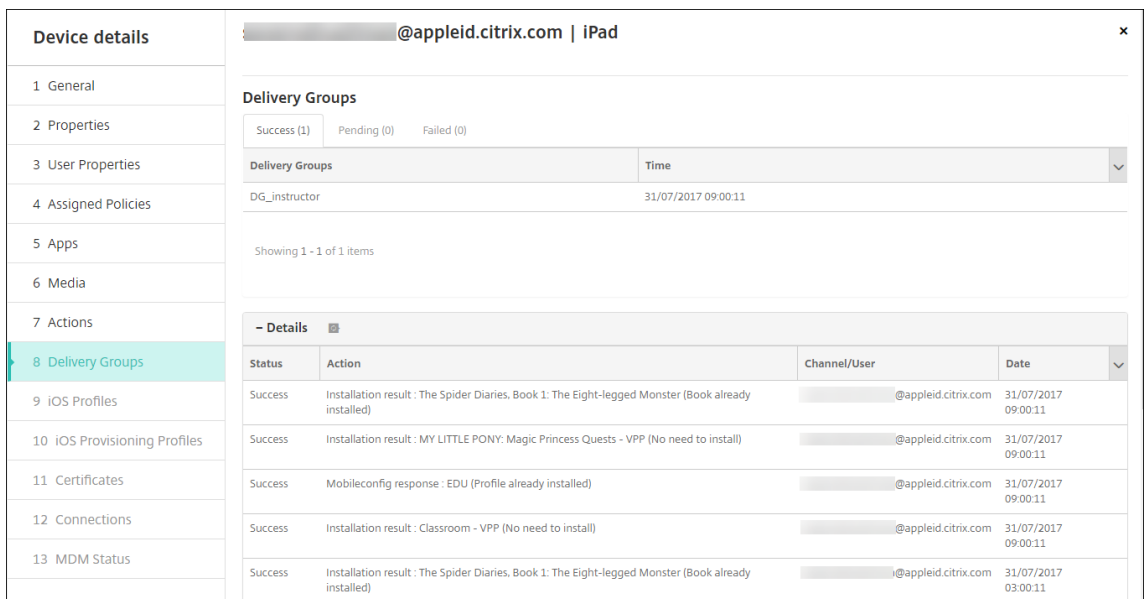 Device details
@appleid.citrix.com | iPad
×
1 General
2 Properties
3 User Properties
4 Assigned Policies
5 Apps
6 Media
7 Actions
8 Delivery Groups
9 iOS Profiles
10 iOS Provisioning Profiles
11 Certificates
12 Connections
13 MDM Status
Delivery Groups
Success (1) Pending (0) Failed (0)
Delivery Groups Time
DG_instructor 31/07/2017 09:00:11
Showing 1 - 1 of 1 items
– Details
Status Action Channel/User Date
Success Installation result : The Spider Diaries, Book 1: The Eight-legged Monster (Book already @appleid.citrix.com 31/07/2017
installed) 09:00:11
Success Installation result : MY LITTLE PONY: Magic Princess Quests - VPP (No need to install) @appleid.citrix.com 31/07/2017
09:00:11
Success Mobileconfig response : EDU (Profile already installed) @appleid.citrix.com 31/07/2017
09:00:11
Success Installation result : Classroom - VPP (No need to install) @appleid.citrix.com 31/07/2017
09:00:11
Success Installation result : The Spider Diaries, Book 1: The Eight-legged Monster (Book already @appleid.citrix.com 31/07/2017
installed) 03:00:11